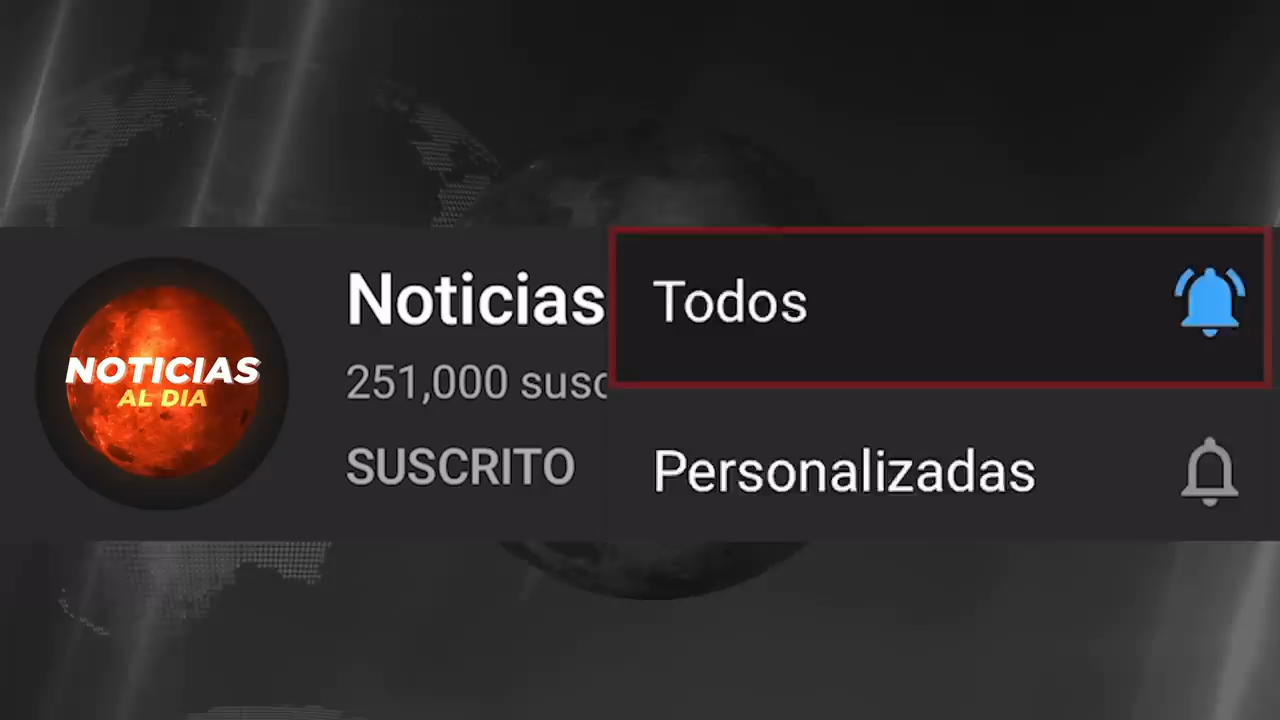 NOTICIAS
AL DIA
Noticias
251,000 susc
SUSCRITO
Todos
Personalizadas